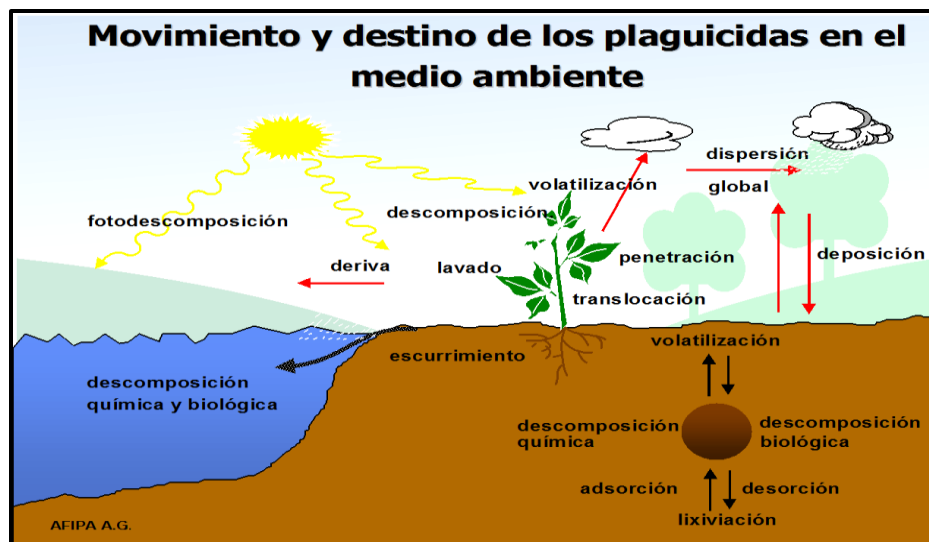 Movimiento y destino de los plaguicidas en el
medio ambiente
dispersión
global
volatilización
fotodescomposición
descomposición
deriva
lavado
penetración
deposición
translocación
escurrimiento
volatilización
descomposición
química y biológica
descomposición
química
descomposición
biológica
adsorción
desorción
lixiviación
AFIPA A.G.